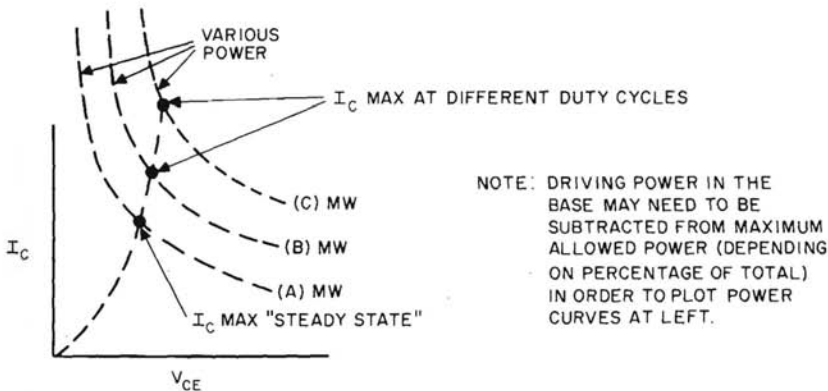 VARIOUS
POWER
I_C MAX AT DIFFERENT DUTY CYCLES
(C) MW
(B) MW
(A) MW
I_C MAX "STEADY STATE"
I_C
V_CE
NOTE: DRIVING POWER IN THE
BASE MAY NEED TO BE
SUBTRACTED FROM MAXIMUM
ALLOWED POWER (DEPENDING
ON PERCENTAGE OF TOTAL)
IN ORDER TO PLOT POWER
CURVES AT LEFT.